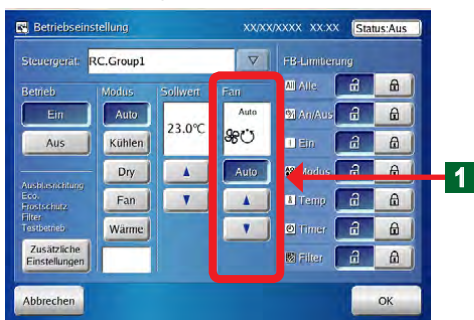 Betriebseinstellung XX/XX/XXXX XX:XX Status:Aus
Steuergerät: RC.Group1
FB-Limitierung
Betrieb Modus Sollwert Fan
Alle
Ein Auto 23.0°C Auto
An/Aus
Aus Kühlen
Ein
Dry Auto
Modus
1
Ausblasrichtung
Eco.
Frostschutz
Filter
Testbetrieb
Fan
Temp
Wärme
Timer
Zusätzliche
Einstellungen
Filter
Abbrechen OK